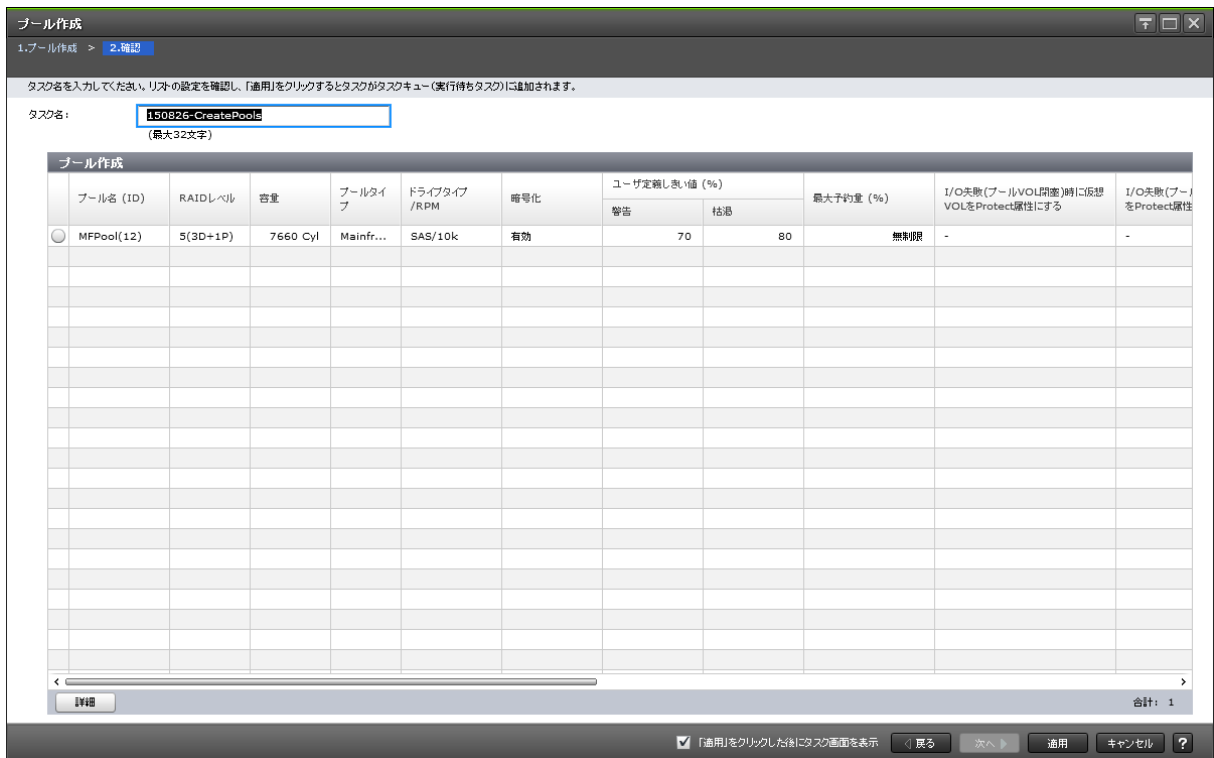 プール作成
1.プール作成 > 2.確認
タスク名を入力してください。リストの設定を確認し、「適用」をクリックするとタスクがタスクキュー(実行待ちタスク)に追加されます。
タスク名: 150826-CreatePools
(最大32文字)
プール作成
プール名 (ID) RAIDレベル 容量 プールタイプ ドライブタイプ/RPM 暗号化 ユーザ定義しきい値 (%) 最大予約量 (%) I/O失敗(プールVOL閉塞)時に仮想VOLをProtect属性にする I/O失敗(プール をProtect属性
警告 枯渇
MFPool(12) 5(3D+1P) 7660 Cyl Mainfr... SAS/10k 有効 70 80 無制限 - -
詳細 合計: 1
「適用」をクリックした後にタスク画面を表示 戻る 次へ 適用 キャンセル ?